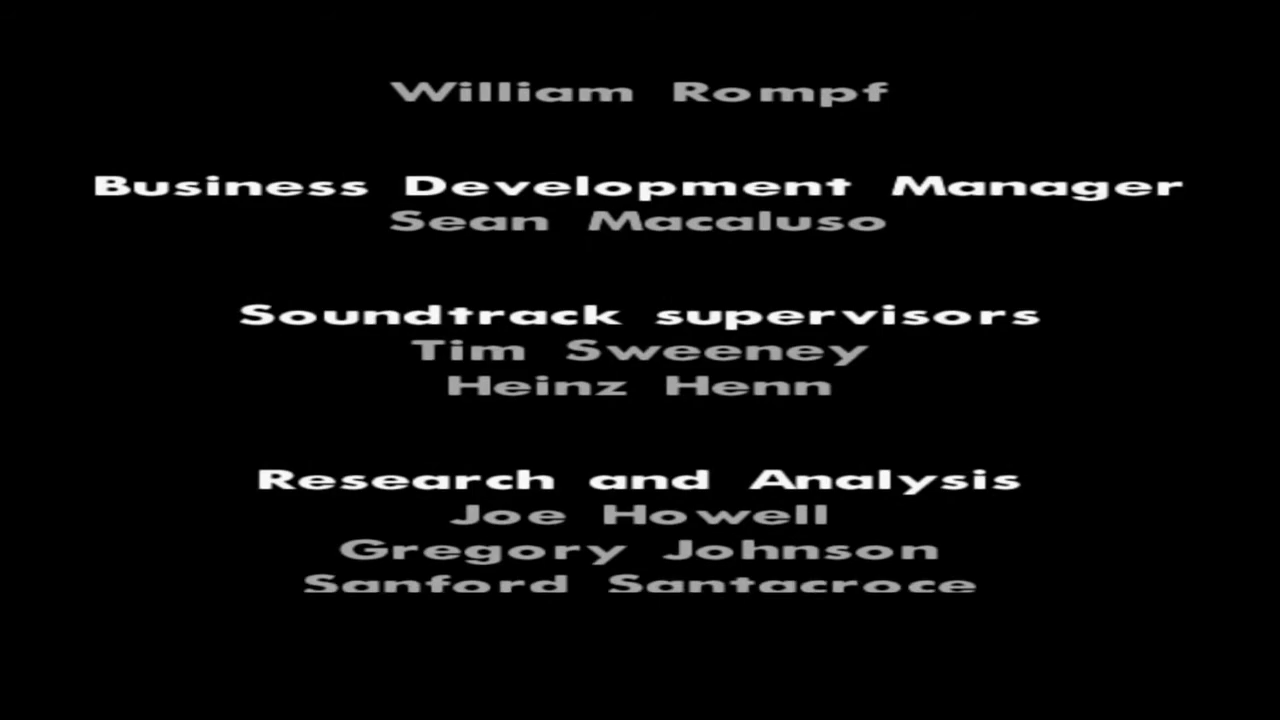 William Rompf
Business Development Manager
Sean Macaluso
Soundtrack supervisors
Tim Sweeney
Heinz Henn
Research and Analysis
Joe Howell
Gregory Johnson
Sanford Santacroce